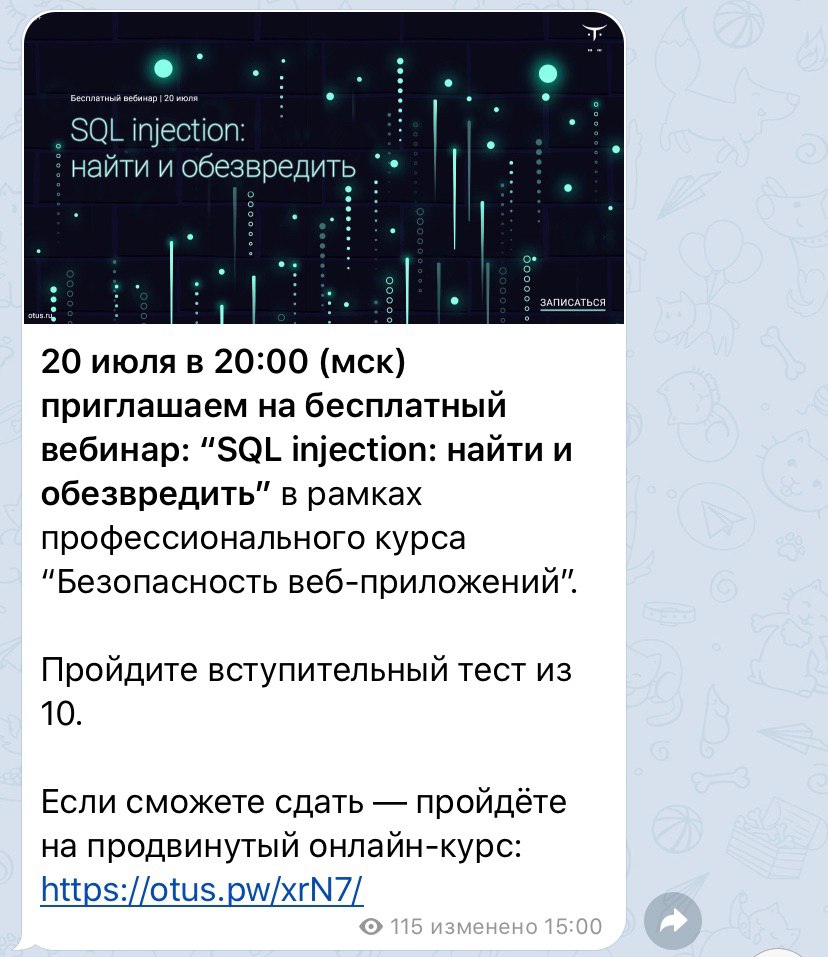 Бесплатный вебинар | 20 июля
SQL injection:
найти и обезвредить
ЗАПИСАТЬСЯ
otus.ru
20 июля в 20:00 (мск)
приглашаем на бесплатный
вебинар: “SQL injection: найти и
обезвредить” в рамках
профессионального курса
“Безопасность веб-приложений”.
Пройдите вступительный тест из
10.
Если сможете сдать — пройдёте
на продвинутый онлайн-курс:
https://otus.pw/xrN7/
115 изменено 15:00